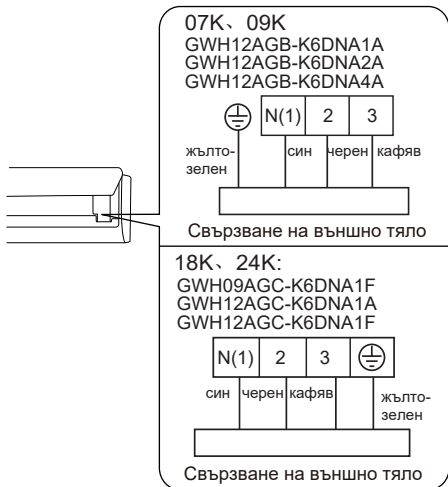 07K、09K
GWH12AGB-K6DNA1A
GWH12AGB-K6DNA2A
GWH12AGB-K6DNA4A
N(1) 2 3
жълто-
зелен
син черен кафяв
Свързване на външно тяло
18K、24K:
GWH09AGC-K6DNA1F
GWH12AGC-K6DNA1A
GWH12AGC-K6DNA1F
N(1) 2 3
син черен кафяв
жълто-
зелен
Свързване на външно тяло